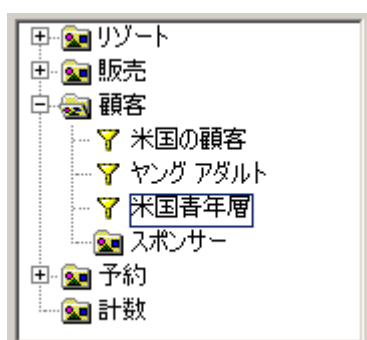 リゾート
販売
顧客
米国の顧客
ヤング アダルト
米国青年層
スポンサー
予約
計数